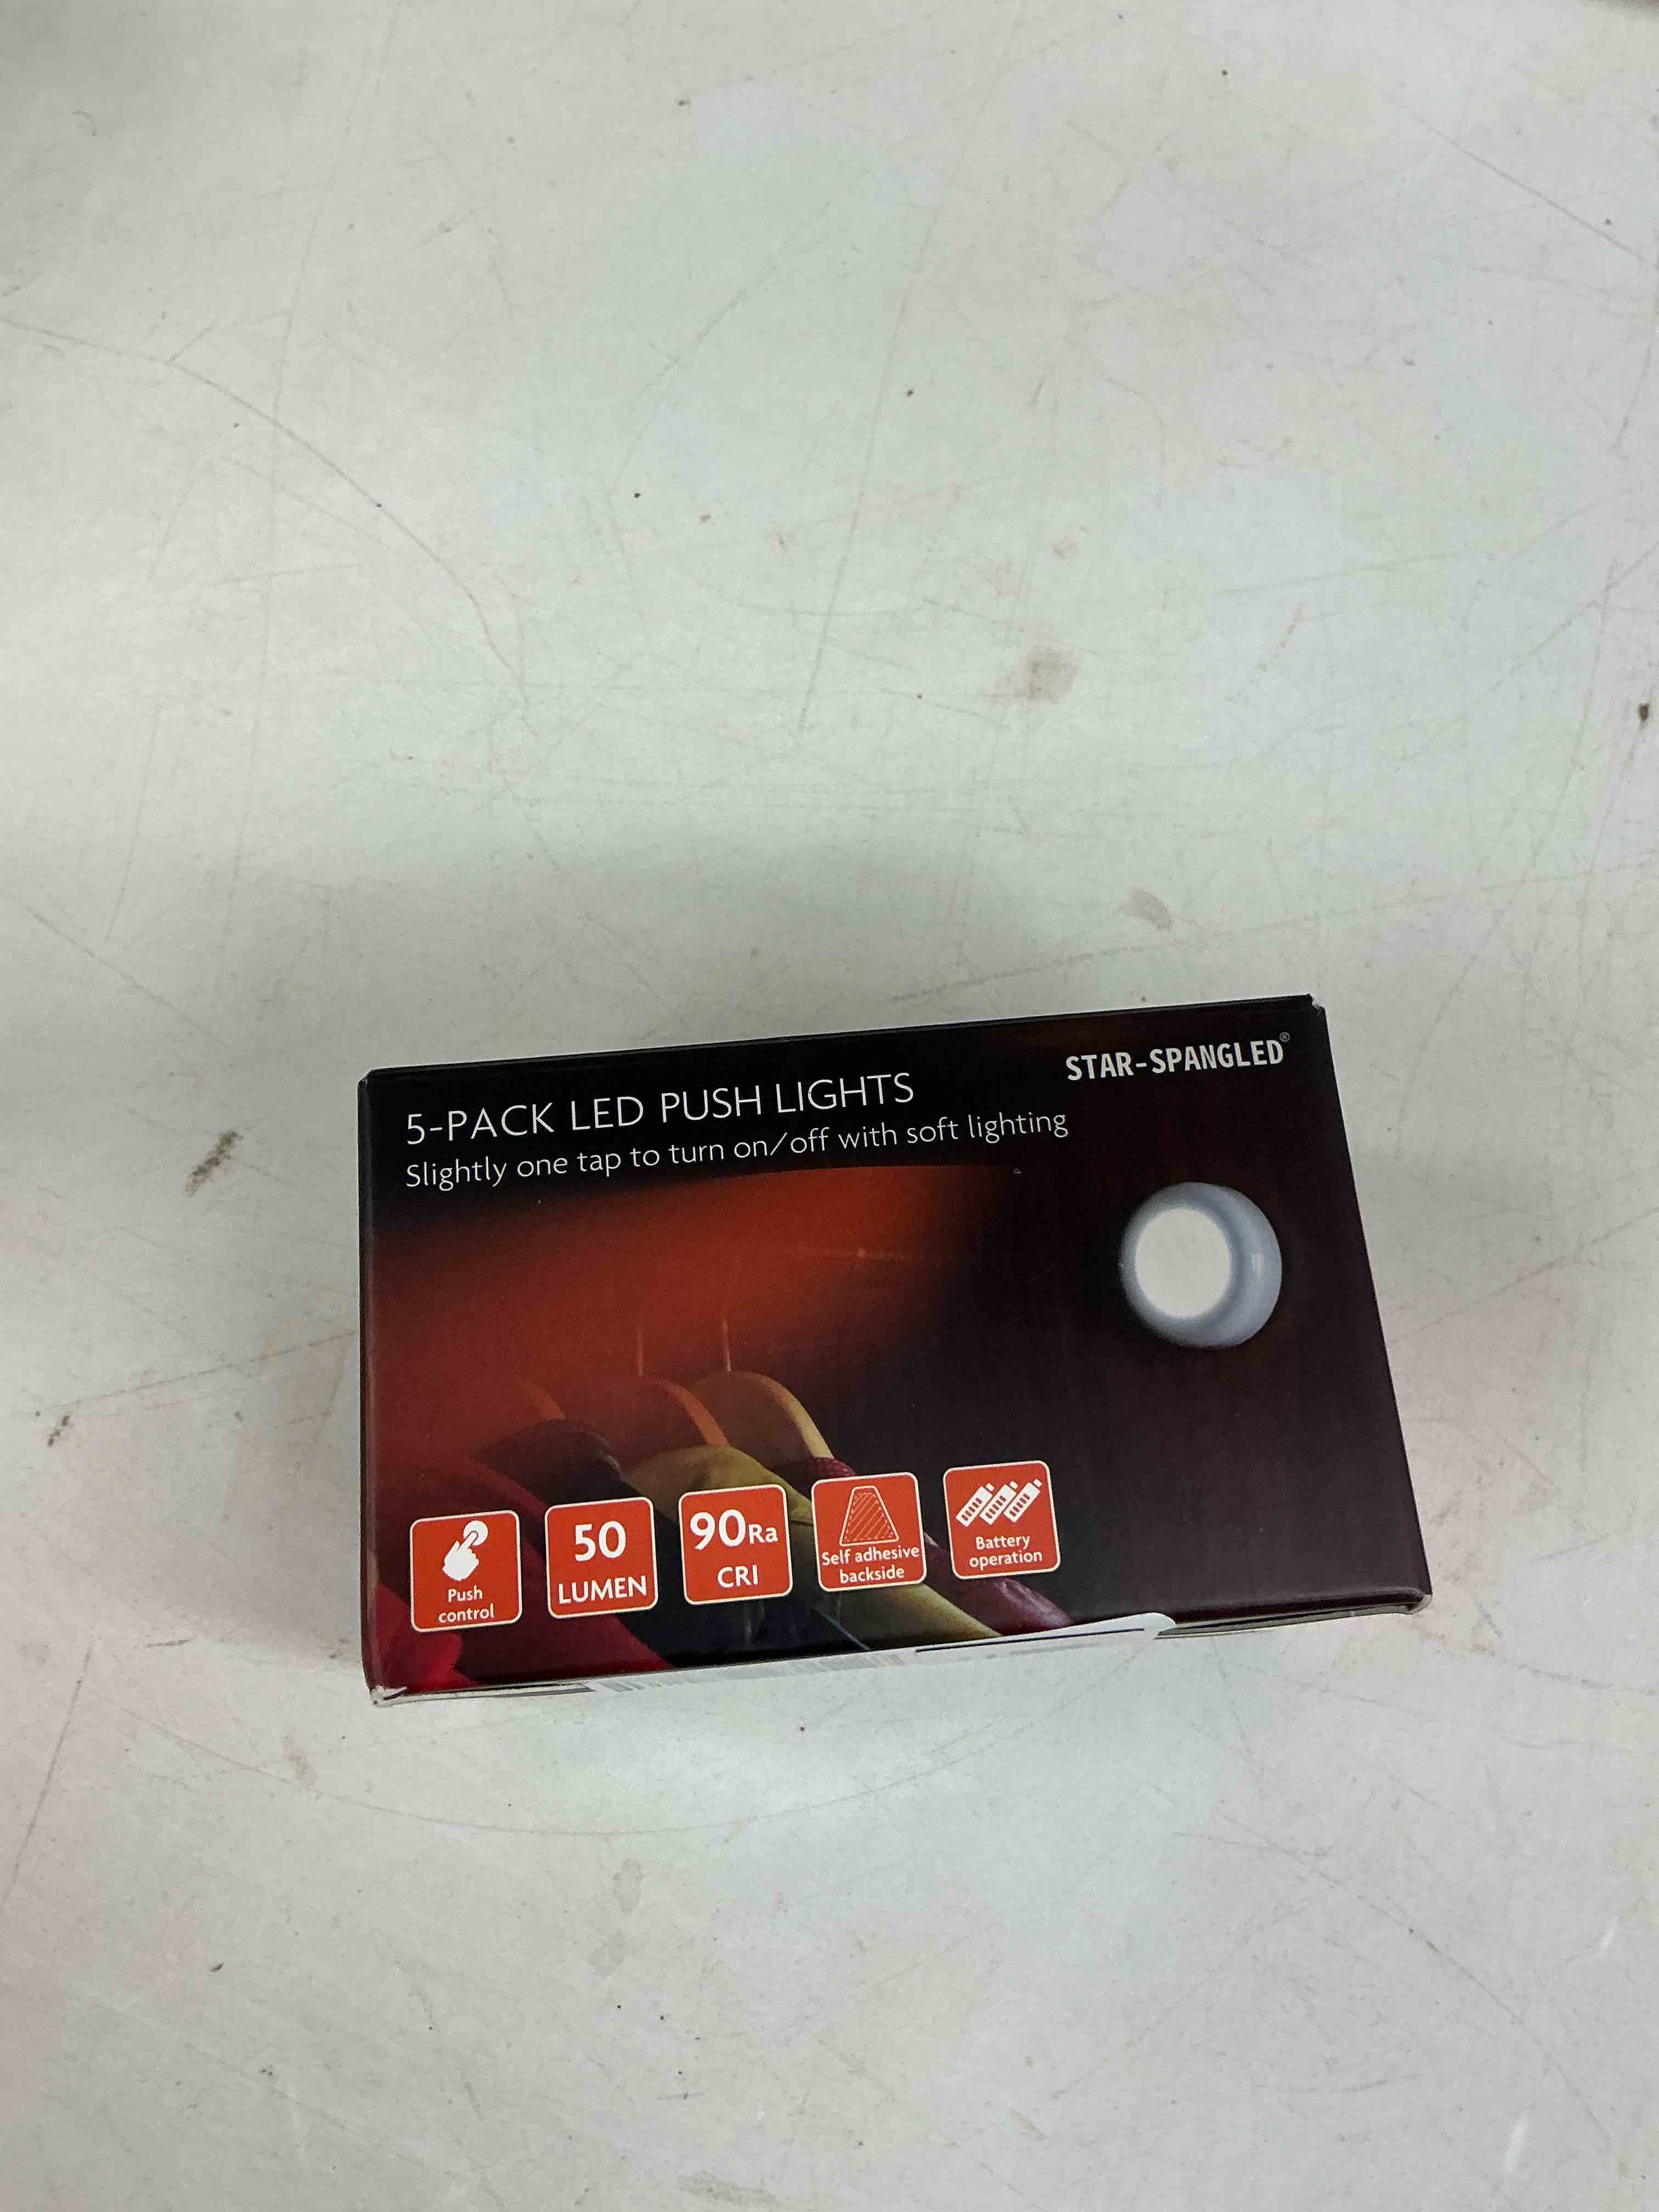 STAR-SPANGLED®
5-PACK LED PUSH LIGHTS
Slightly one tap to turn on/off with soft lighting
Push
control
50
LUMEN
90Ra
CRI
Self adhesive
backside
Battery
operation